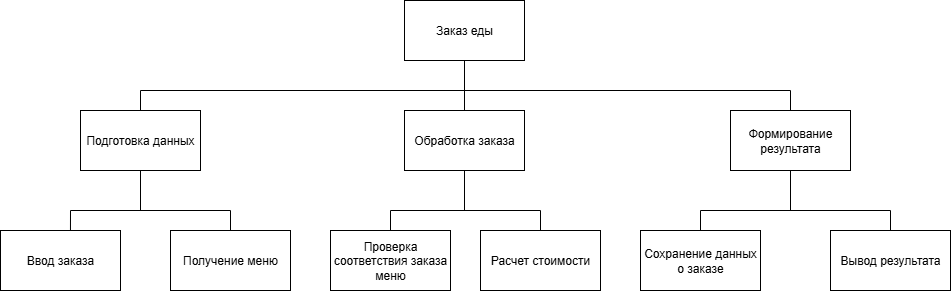 Заказ еды
Подготовка данных
Обработка заказа
Формирование
результата
Ввод заказа
Получение меню
Проверка
соответствия заказа
меню
Расчет стоимости
Сохранение данных
о заказе
Вывод результата